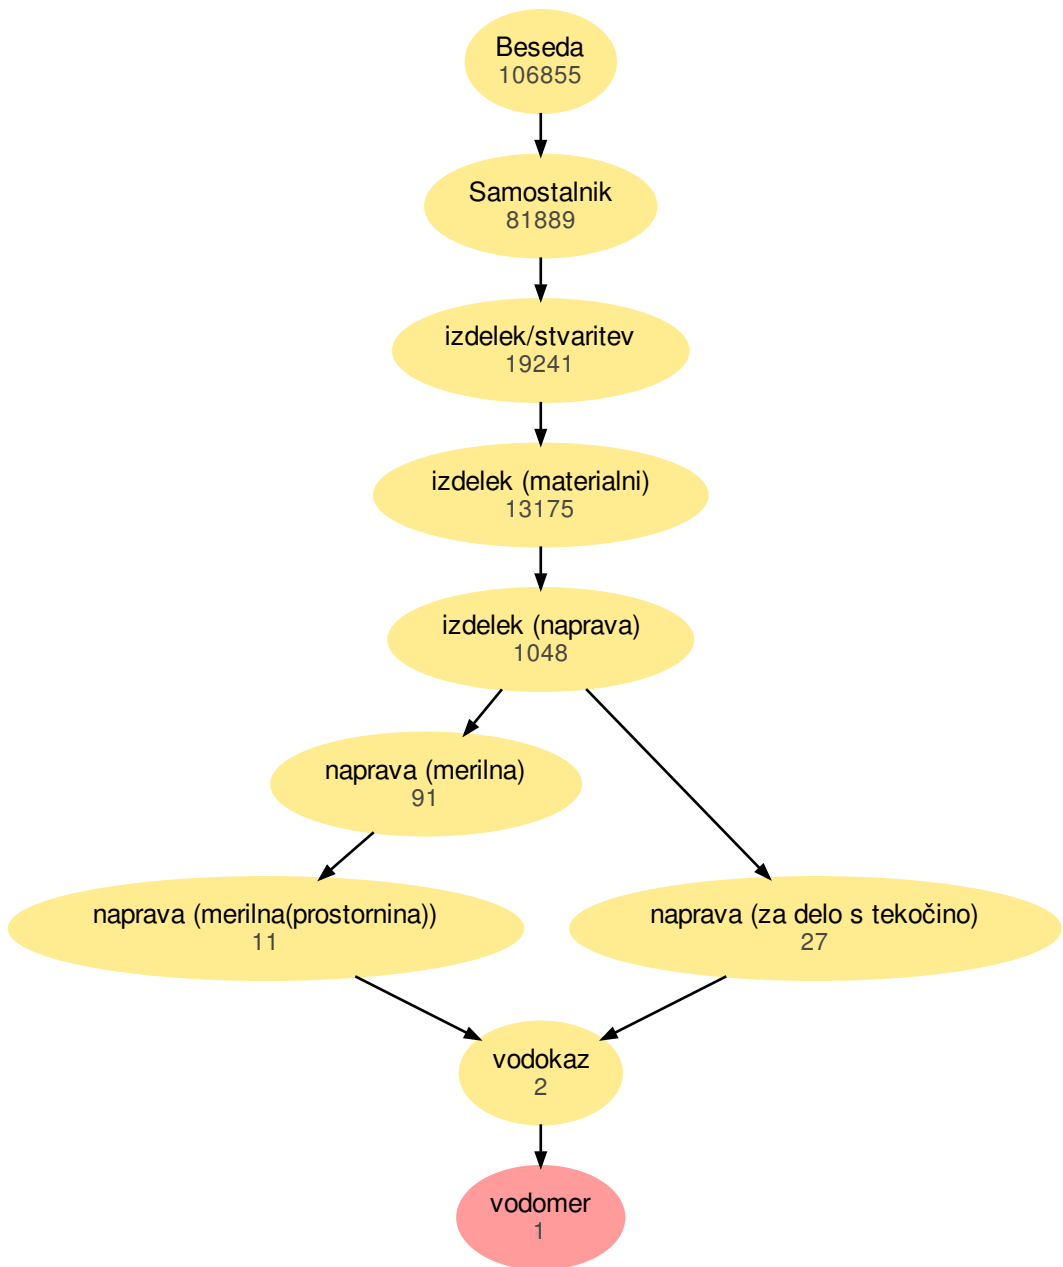 Beseda
106855
Samostalnik
81889
izdelek/stvaritev
19241
izdelek (materialni)
13175
izdelek (naprava)
1048
naprava (merilna)
91
naprava (merilna(prostornina))
11
naprava (za delo s tekočino)
27
vodokaz
2
vodomer
1